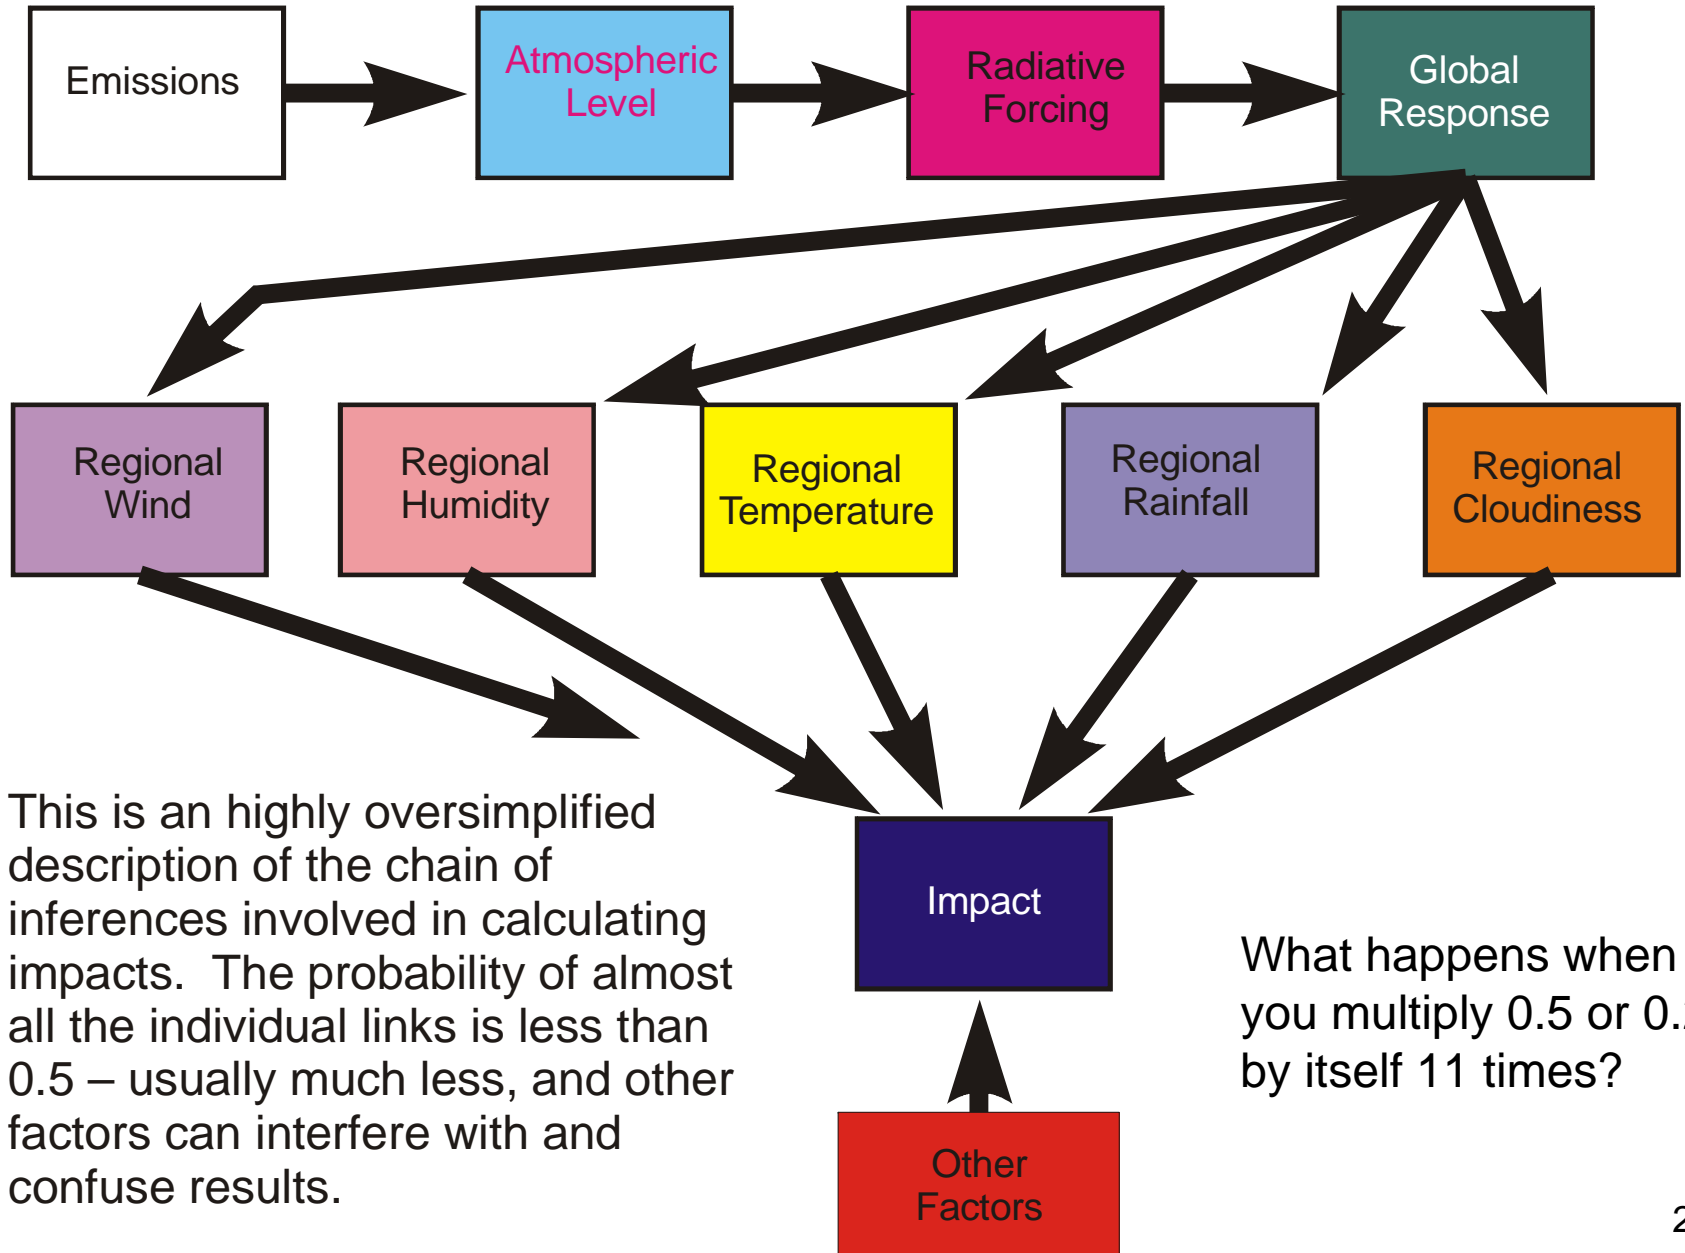 Emissions
Atmospheric
Level
Radiative
Forcing
Global
Response
Regional
Wind
Regional
Humidity
Regional
Temperature
Regional
Rainfall
Regional
Cloudiness
This is an highly oversimplified
description of the chain of
inferences involved in calculating
impacts. The probability of almost
all the individual links is less than
0.5 – usually much less, and other
factors can interfere with and
confuse results.
Impact
What happens when
you multiply 0.5 or
by itself 11 times?
Other
Factors